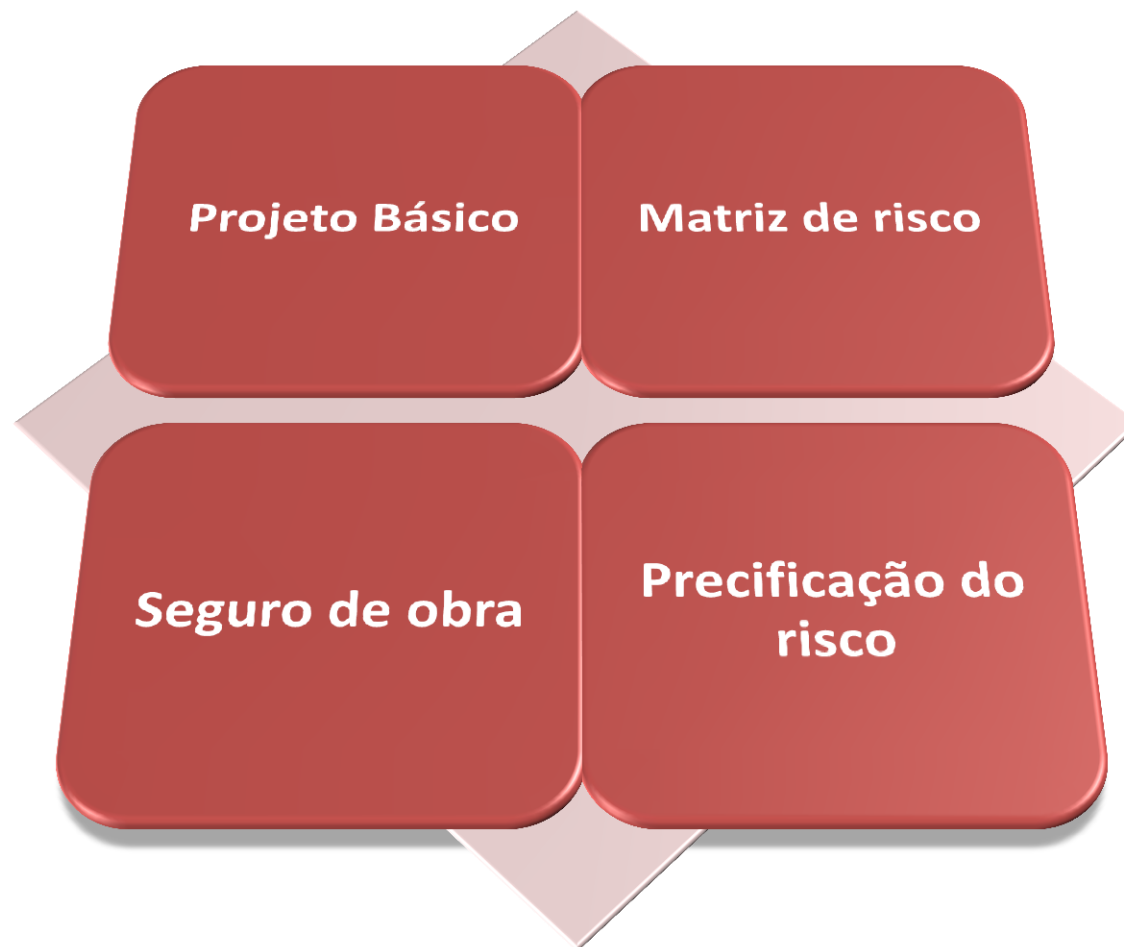 Projeto Básico
Matriz de risco
Seguro de obra
Precificação do
risco